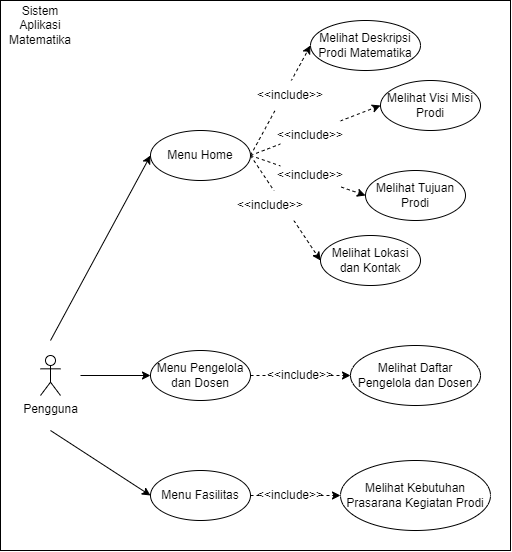 Sistem
Aplikasi
Matematika
Melihat Deskripsi
Prodi Matematika
<<include>>
Melihat Visi Misi
Prodi
<<include>>
Menu Home
<<include>>
Melihat Tujuan
Prodi
<<include>>
Melihat Lokasi
dan Kontak
Pengguna
Menu Pengelola
dan Dosen
<<include>>
Melihat Daftar
Pengelola dan Dosen
Menu Fasilitas
<<include>>
Melihat Kebutuhan
Prasarana Kegiatan Prodi